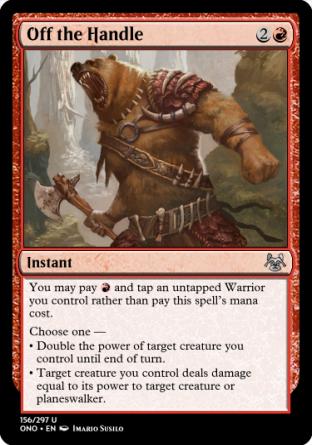 Off the Handle 2
Instant
You may pay and tap an untapped Warrior
you control rather than pay this spell's mana
cost.
Choose one —
• Double the power of target creature you
control until end of turn.
• Target creature you control deals damage
equal to its power to target creature or
planeswalker.
156/297 U
ONO • EN Imario Susilo